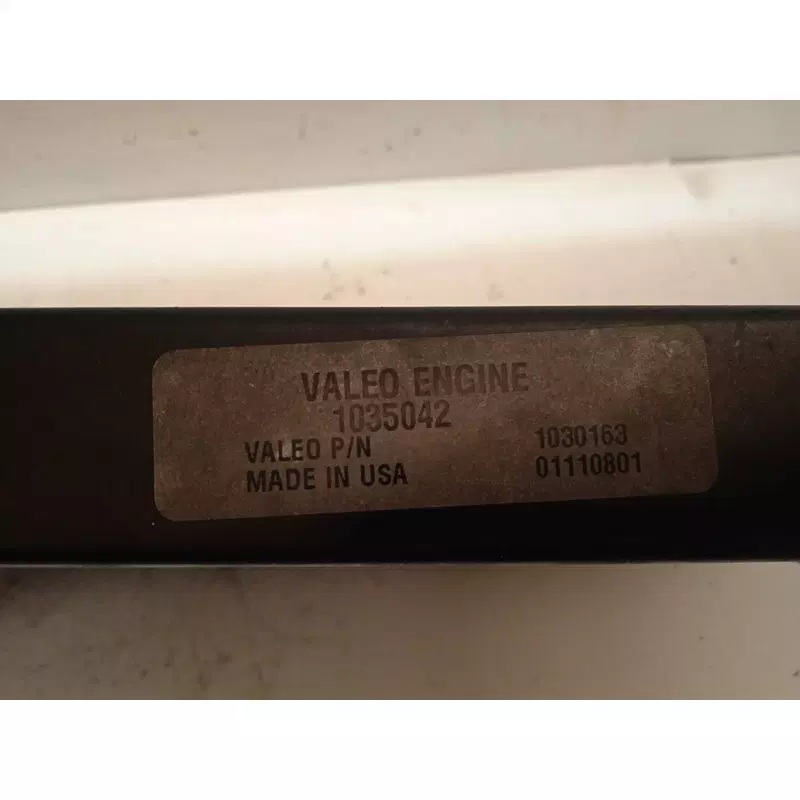 VALEO ENGINE
1035042
VALEO P/N 1030163
MADE IN USA 01110801